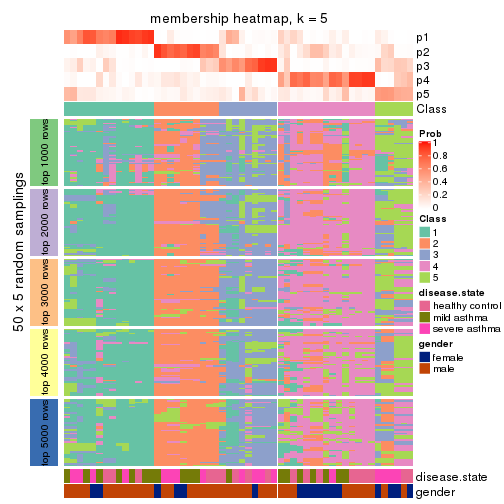 membership heatmap, k = 5
p1
p2
p3
p4
p5
Class
50 x 5 random samplings
top 1000 rows
top 2000 rows
top 3000 rows
top 4000 rows
top 5000 rows
disease.state
gender
Prob
1
0.8
0.6
0.4
0.2
0
Class
1
2
3
4
5
disease.state
healthy control
mild asthma
severe asthma
gender
female
male